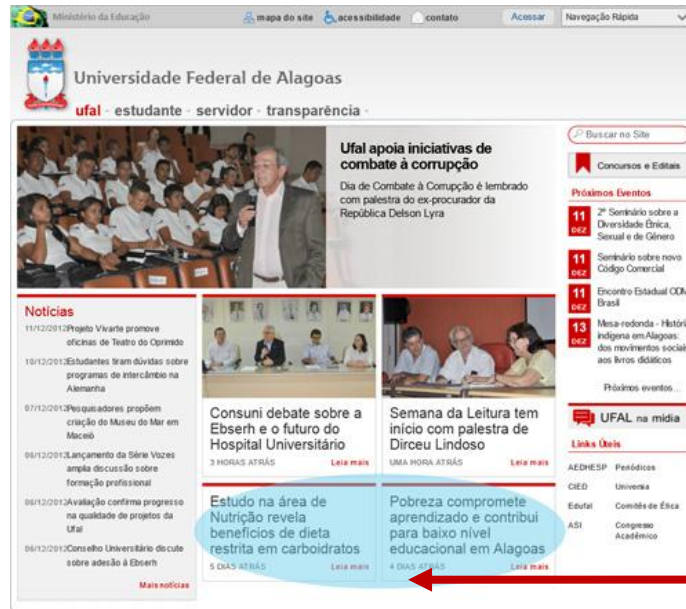 Ministério da Educação
mapa do site
acessibilidade
contato
Acessar
Navegação Rápida
Universidade Federal de Alagoas
ufal - estudante - servidor - transparência -
Ufal apoia iniciativas de
combate à corrupção
Dia de Combate à Corrupção é lembrado
com palestra do ex-procurador da
República Delson Lyra
Buscar no Site
Concursos e Editais
Próximos Eventos
11 DEZ
2º Seminário sobre a
Diversidade Étnica,
Sexual e de Gênero
11 DEZ
Seminário sobre novo
Código Comercial
11 DEZ
Encontro Estadual ODM
Brasil
13 DEZ
Mesa-redonda - História
indígena em Alagoas:
dos movimentos sociais
aos livros didáticos
Próximos eventos...
UFAL na mídia
Links Úteis
AEDHESP Periódicos
CIED Universia
Edufal Comitês de Ética
ASI Congresso
Acadêmico
Notícias
11/12/2012 Projeto Vivarte promove
oficinas de Teatro do Oprimido
10/12/2012 Estudantes tiram dúvidas sobre
programas de intercâmbio na
Alemanha
07/12/2012 Pesquisadores propõem
criação do Museu do Mar em
Maceió
06/12/2012 Lançamento da Série Vozes
amplia discussão sobre
formação profissional
06/12/2012 Avaliação confirma progresso
na qualidade de projetos da
Ufal
06/12/2012 Conselho Universitário discute
sobre adesão à Ebserh
Mais notícias
Consuni debate sobre a
Ebserh e o futuro do
Hospital Universitário
3 HORAS ATRÁS Leia mais
Semana da Leitura tem
início com palestra de
Dirceu Lindoso
UMA HORA ATRÁS Leia mais
Estudo na área de
Nutrição revela
benefícios de dieta
restrita em carboidratos
5 DIAS ATRÁS Leia mais
Pobreza compromete
aprendizado e contribui
para baixo nível
educacional em Alagoas
4 DIAS ATRÁS Leia mais